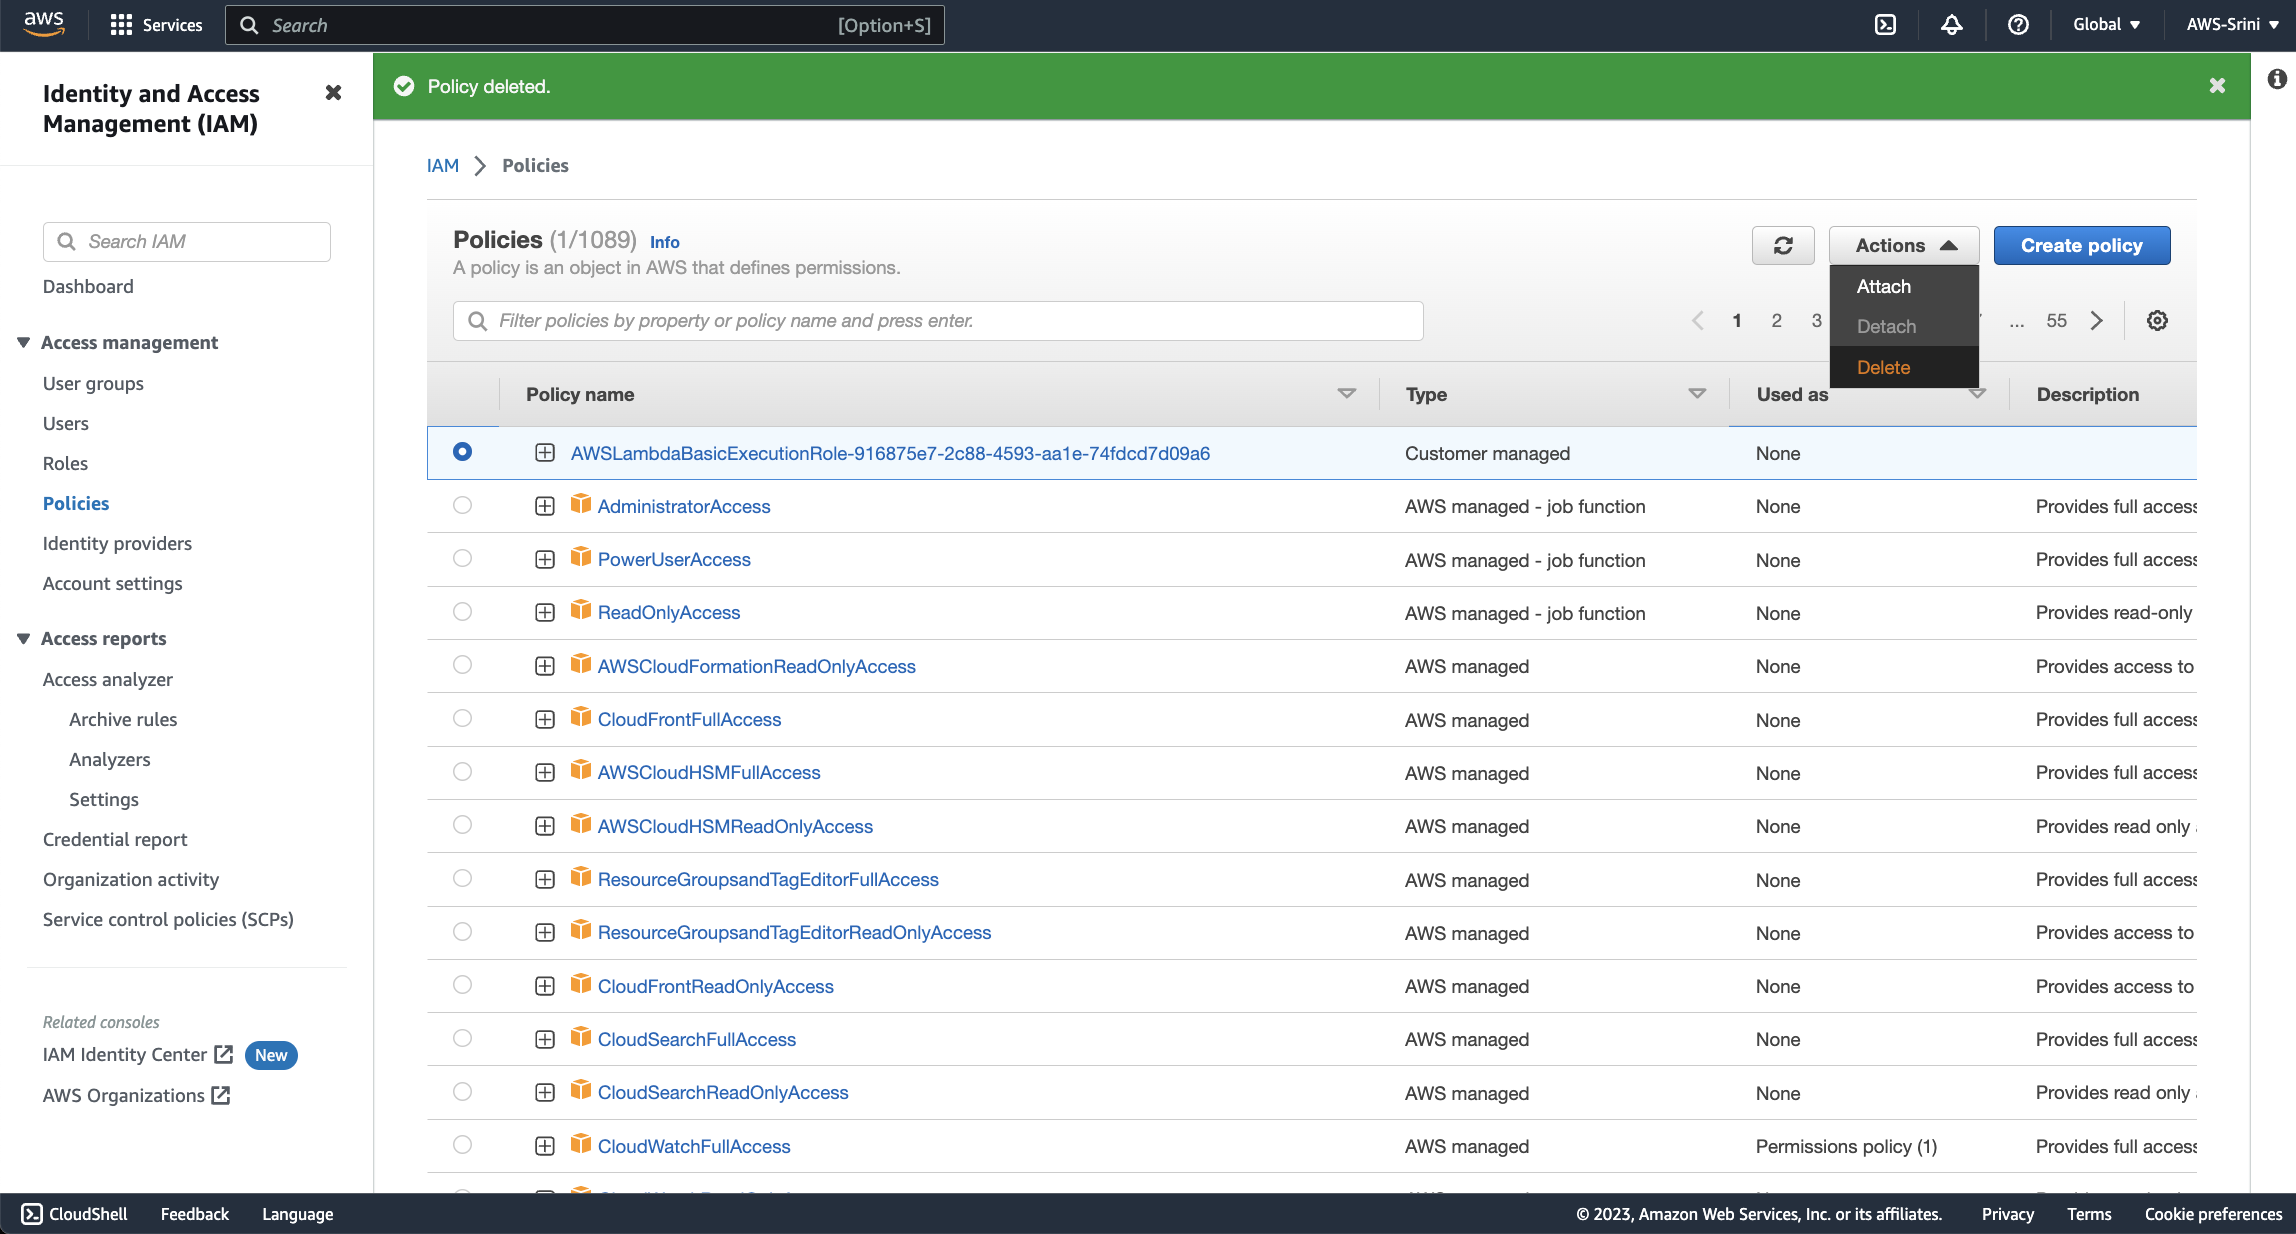 aws
Services
Search
[Option+S]
Global
AWS-Srini
Identity and Access
Management (IAM)
Search IAM
Dashboard
Access management
User groups
Users
Roles
Policies
Identity providers
Account settings
Access reports
Access analyzer
Archive rules
Analyzers
Settings
Credential report
Organization activity
Service control policies (SCPs)
Related consoles
IAM Identity Center New
AWS Organizations
Policy deleted.
IAM > Policies
Policies (1/1089) Info
A policy is an object in AWS that defines permissions.
Actions
Create policy
Attach
Detach
Delete
Filter policies by property or policy name and press enter.
1 2 3 ... 55
Policy name Type Used as Description
AWSLambdaBasicExecutionRole-916875e7-2c88-4593-aa1e-74fdcd7d09a6 Customer managed None
AdministratorAccess AWS managed - job function None Provides full access
PowerUserAccess AWS managed - job function None Provides full access
ReadOnlyAccess AWS managed - job function None Provides read-only
AWSCloudFormationReadOnlyAccess AWS managed None Provides access to
CloudFrontFullAccess AWS managed None Provides full access
AWSCloudHSMFullAccess AWS managed None Provides full access
AWSCloudHSMReadOnlyAccess AWS managed None Provides read only
ResourceGroupsandTagEditorFullAccess AWS managed None Provides full access
ResourceGroupsandTagEditorReadOnlyAccess AWS managed None Provides access to
CloudFrontReadOnlyAccess AWS managed None Provides access to
CloudSearchFullAccess AWS managed None Provides full access
CloudSearchReadOnlyAccess AWS managed None Provides read only
CloudWatchFullAccess AWS managed Permissions policy (1) Provides full access
CloudShell
Feedback
Language
© 2023, Amazon Web Services, Inc. or its affiliates.
Privacy
Terms
Cookie preferences